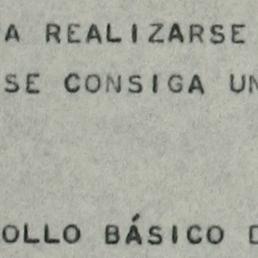 A REALIZARSE
SE CONSIGA UN
OLLO BÁSICO D